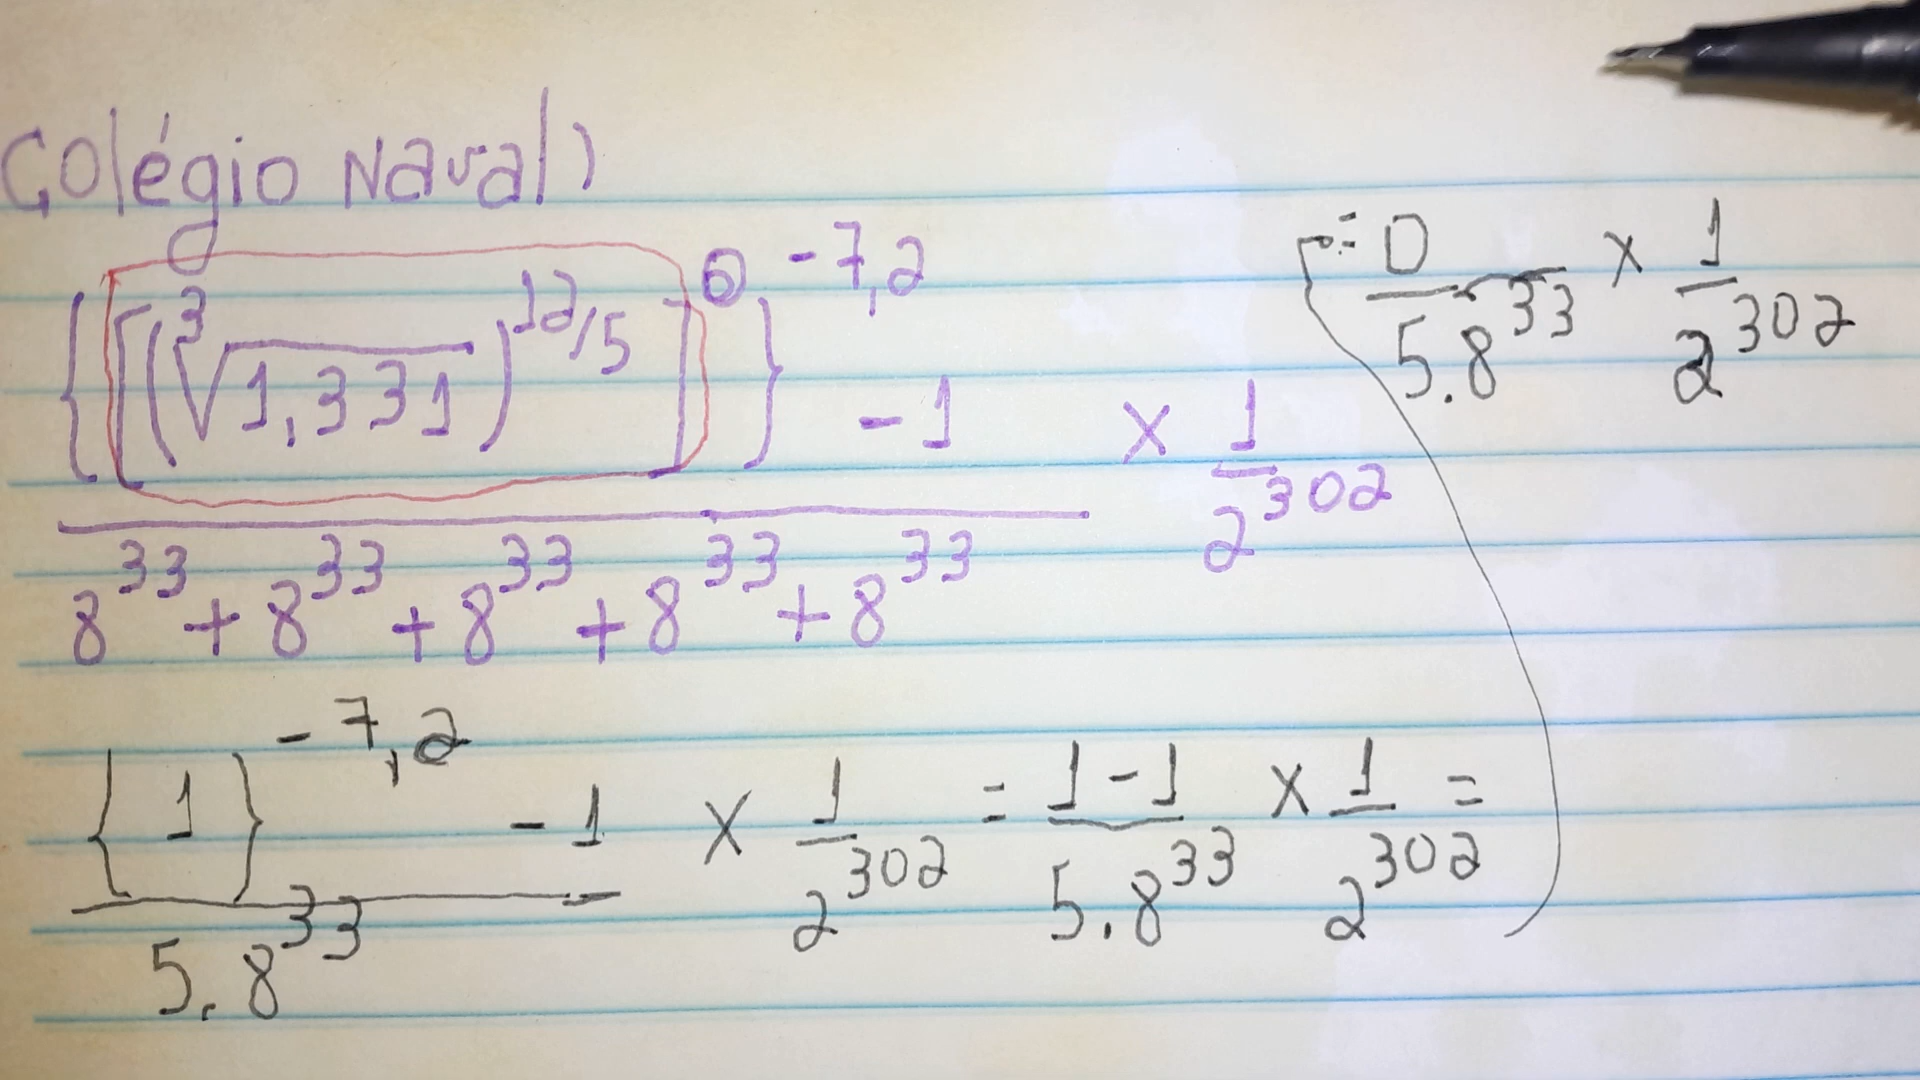 Colégio Naval)
{[(∛1,331)^12/5]^0}^-7,2 - 1 × 1/2^302
8^33 + 8^33 + 8^33 + 8^33 + 8^33
{1}^-7,2 - 1 × 1/2^302 = 1 - 1 × 1/2^302 =
5.8^33 5.8^33
= 0/5.8^33 × 1/2^302